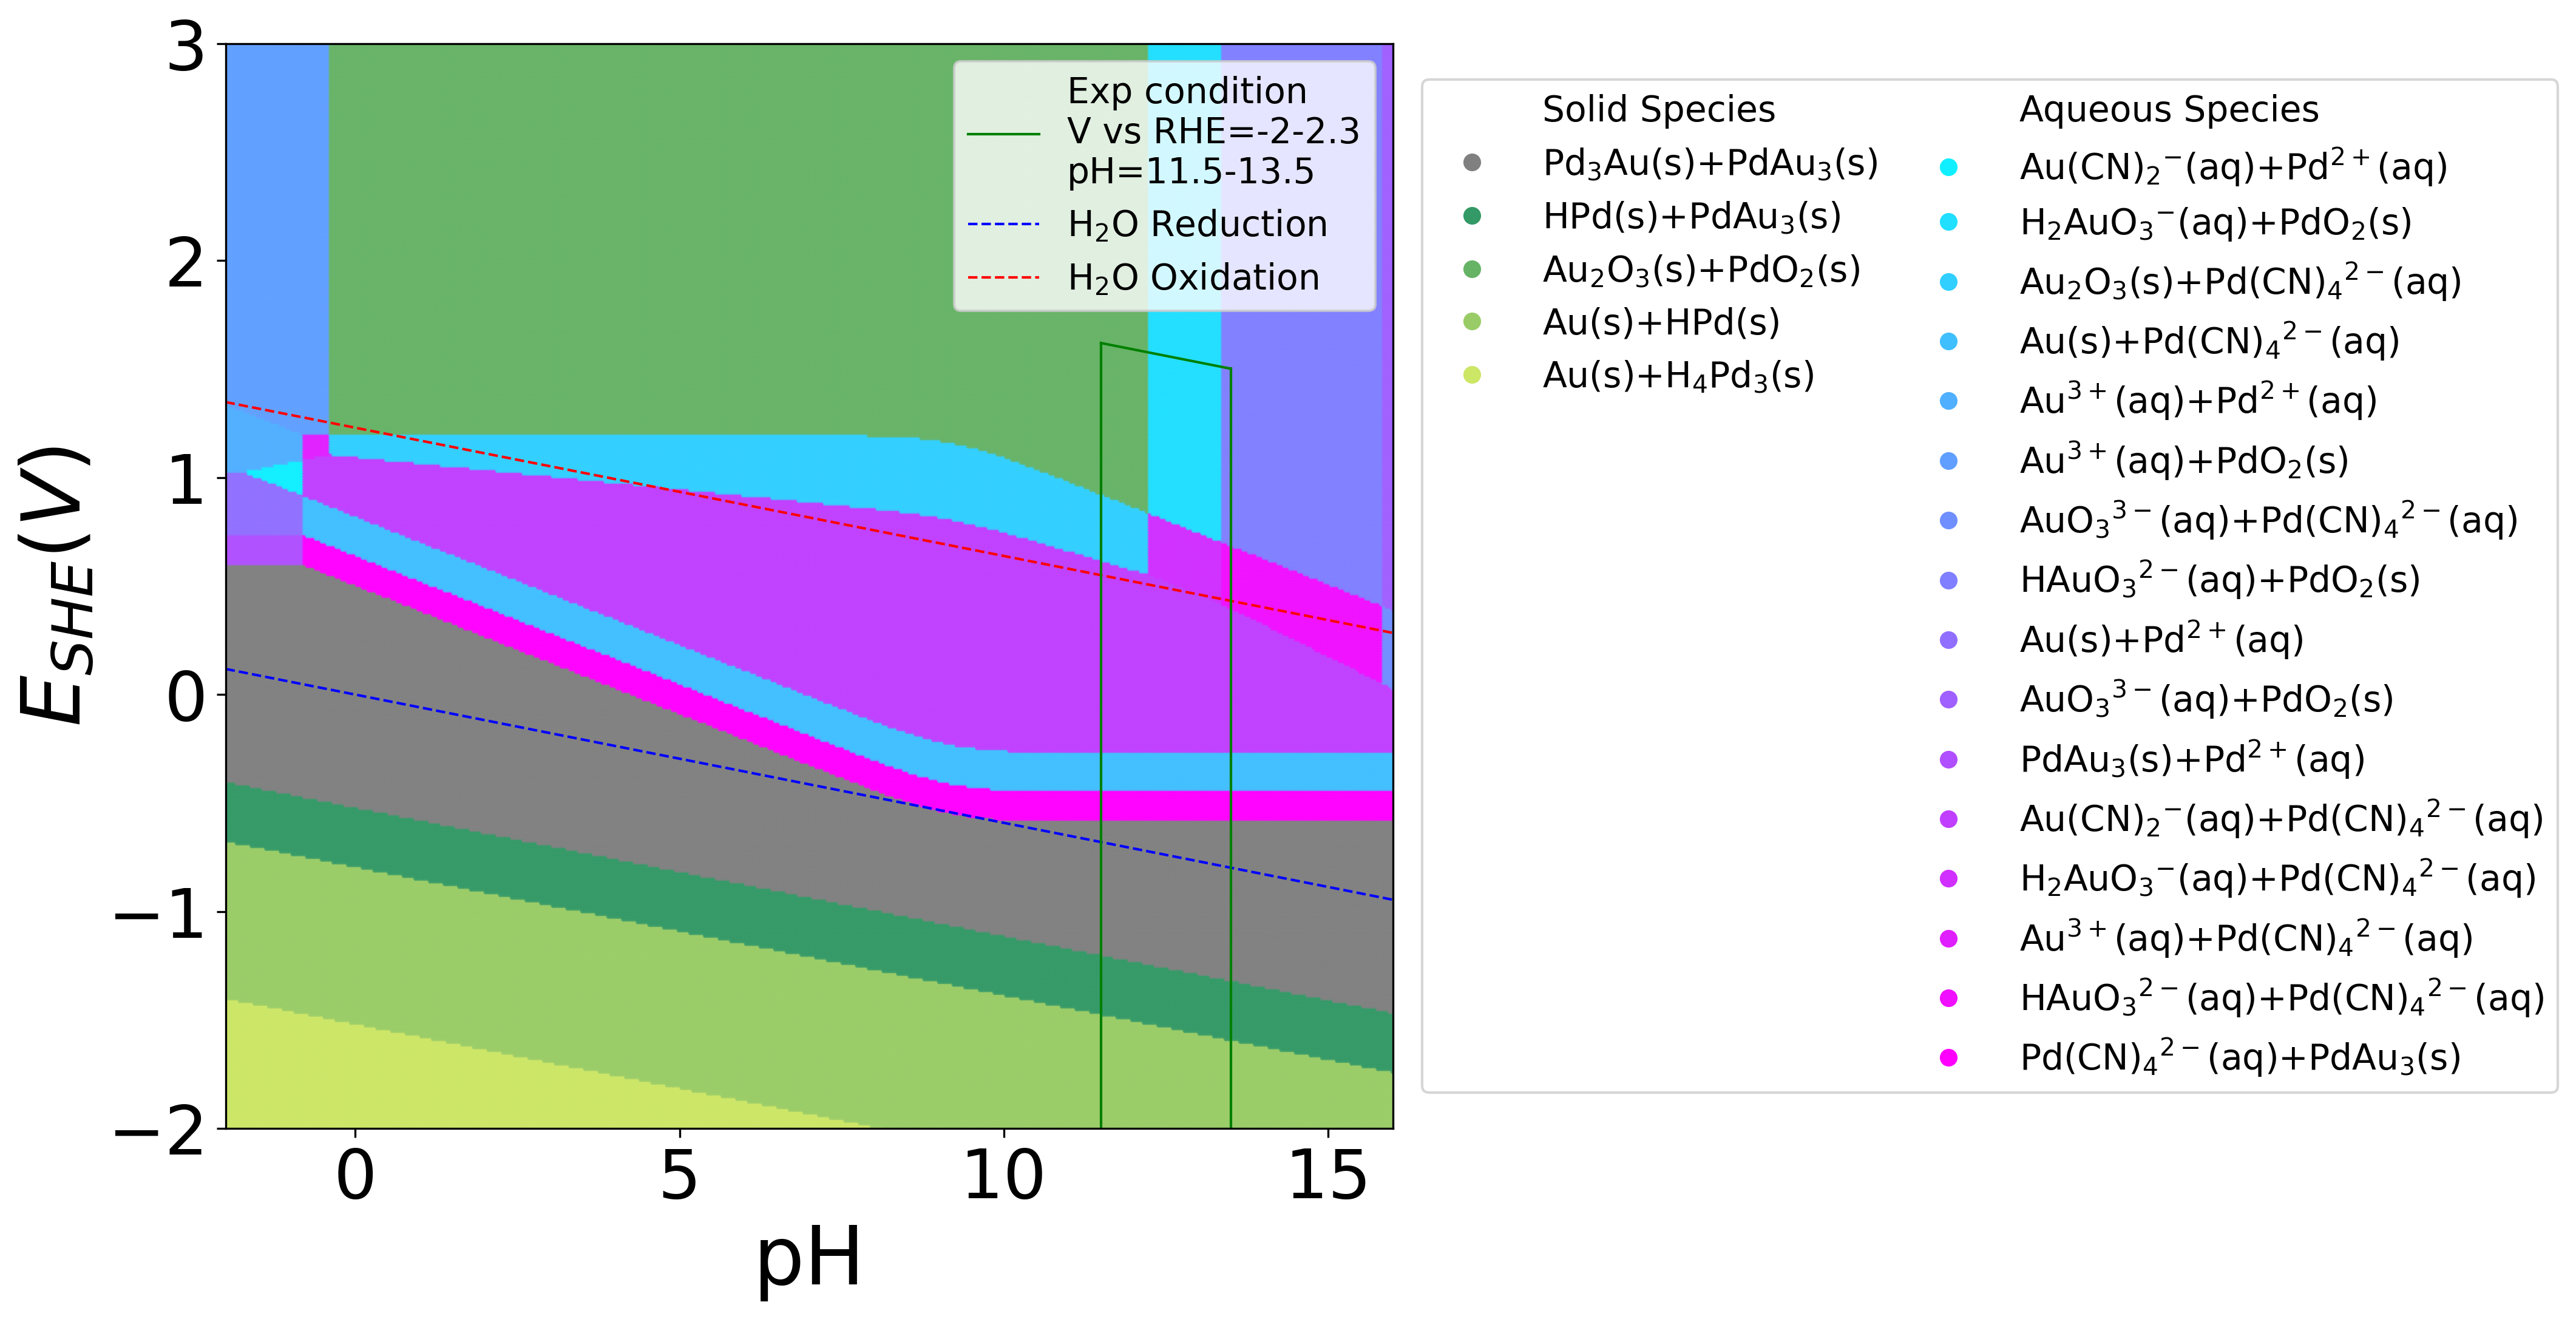 3
2
1
0
−1
−2
E_SHE(V)
0
5
10
15
pH
Exp condition
V vs RHE=-2-2.3
pH=11.5-13.5
H₂O Reduction
H₂O Oxidation
Solid Species
Pd₃Au(s)+PdAu₃(s)
HPd(s)+PdAu₃(s)
Au₂O₃(s)+PdO₂(s)
Au(s)+HPd(s)
Au(s)+H₄Pd₃(s)
Aqueous Species
Au(CN)₂⁻(aq)+Pd²⁺(aq)
H₂AuO₃⁻(aq)+PdO₂(s)
Au₂O₃(s)+Pd(CN)₄²⁻(aq)
Au(s)+Pd(CN)₄²⁻(aq)
Au³⁺(aq)+Pd²⁺(aq)
Au³⁺(aq)+PdO₂(s)
AuO₃³⁻(aq)+Pd(CN)₄²⁻(aq)
HAuO₃²⁻(aq)+PdO₂(s)
Au(s)+Pd²⁺(aq)
AuO₃³⁻(aq)+PdO₂(s)
PdAu₃(s)+Pd²⁺(aq)
Au(CN)₂⁻(aq)+Pd(CN)₄²⁻(aq)
H₂AuO₃⁻(aq)+Pd(CN)₄²⁻(aq)
Au³⁺(aq)+Pd(CN)₄²⁻(aq)
HAuO₃²⁻(aq)+Pd(CN)₄²⁻(aq)
Pd(CN)₄²⁻(aq)+PdAu₃(s)